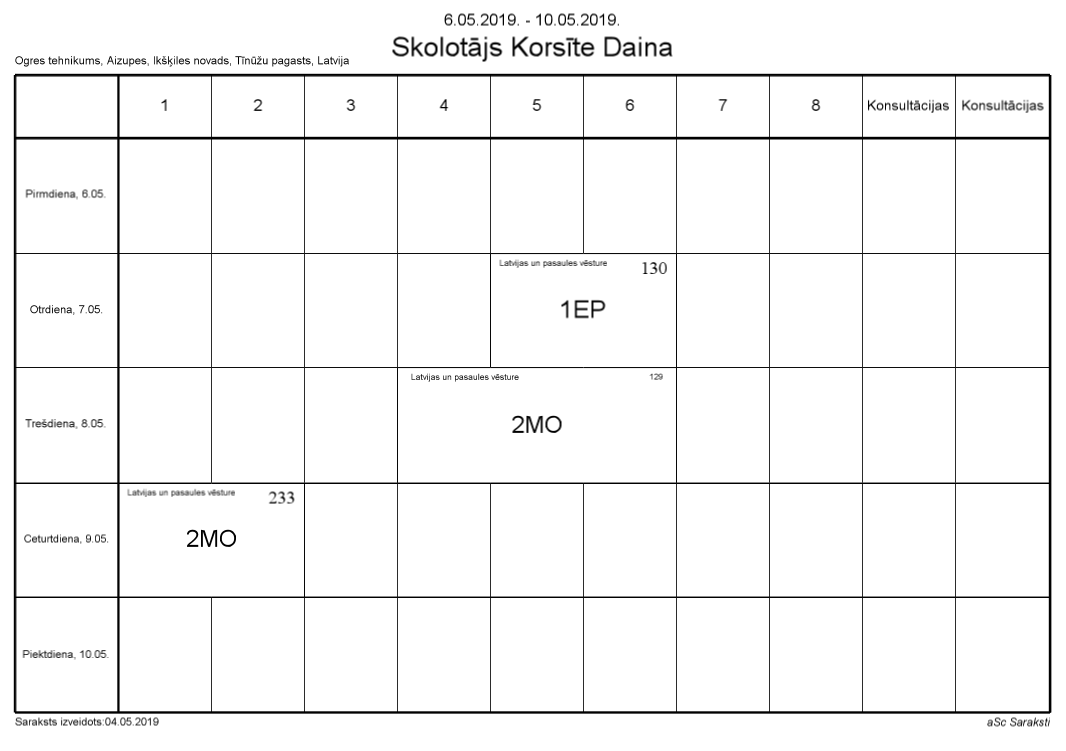 6.05.2019. - 10.05.2019.
Skolotājs Korsīte Daina
Ogres tehnikums, Aizupes, Ikšķiles novads, Tīnūžu pagasts, Latvija
1 2 3 4 5 6 7 8 Konsultācijas Konsultācijas
Pirmdiena, 6.05.
Latvijas un pasaules vēsture 130
Otrdiena, 7.05. 1EP
Latvijas un pasaules vēsture 129
Trešdiena, 8.05. 2MO
Latvijas un pasaules vēsture 233
Ceturtdiena, 9.05. 2MO
Piektdiena, 10.05.
Saraksts izveidots:04.05.2019 aSc Saraksti